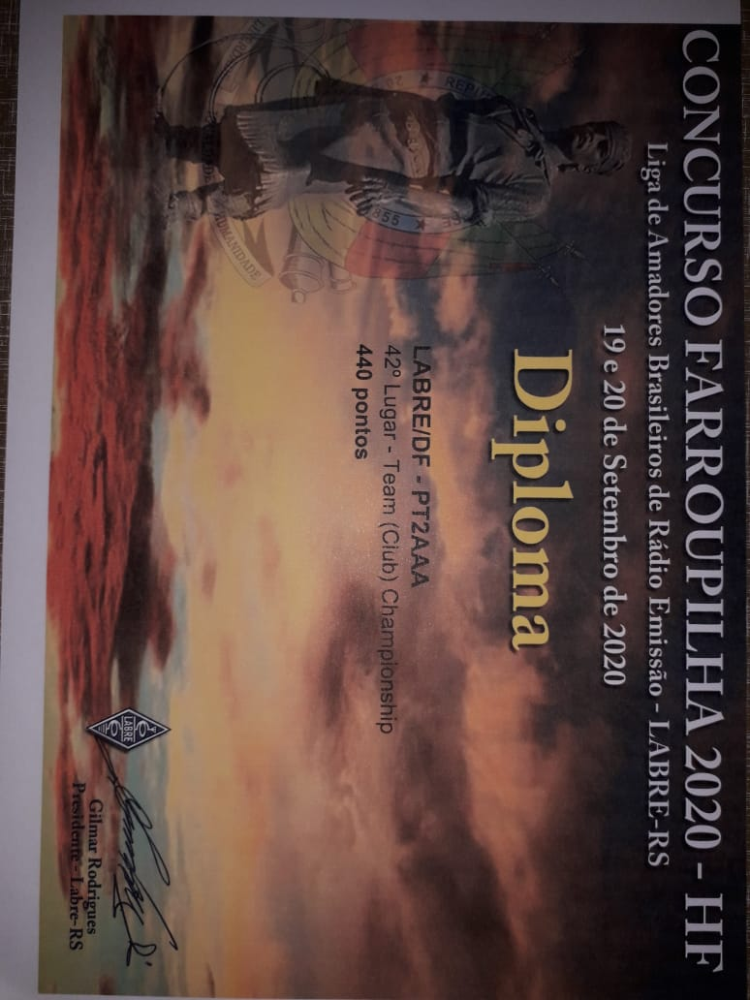 CONCURSO FARROUPILHA 2020 - HF
Liga de Amadores Brasileiros de Rádio Emissão - LABRE-RS
19 e 20 de Setembro de 2020
Diploma
LABRE/DF - PT2AAA
42º Lugar - Team (Club) Championship
440 pontos
LABRE
Gilmar Rodrigues
Presidente - Labre-RS
HUMANIDADE